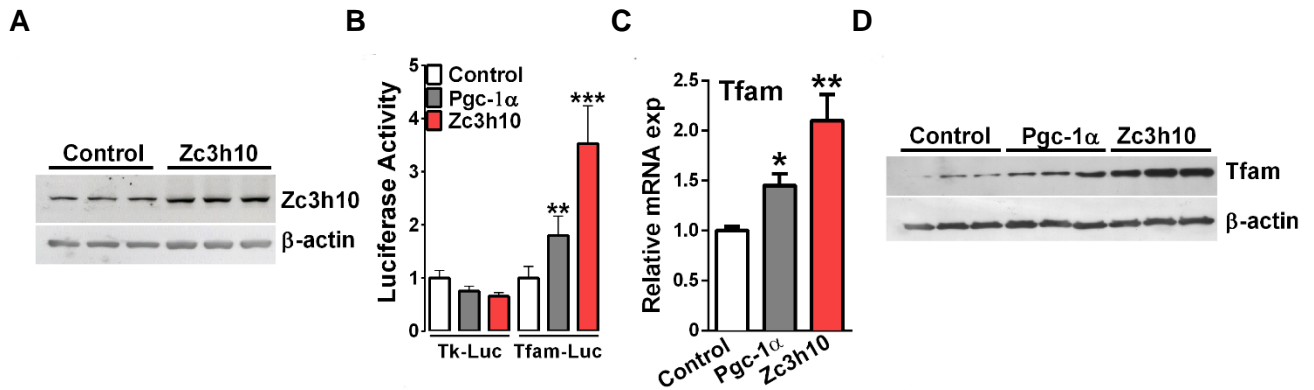 A
B
C
D
Control Zc3h10
Zc3h10
β-actin
Luciferase Activity
5
4
3
2
1
0
Control
Pgc-1α
Zc3h10
**
***
Tk-Luc Tfam-Luc
Relative mRNA exp
2.5
2.0
1.5
1.0
0.5
0.0
Tfam
*
**
Control
Pgc-1α
Zc3h10
Control Pgc-1α Zc3h10
Tfam
β-actin